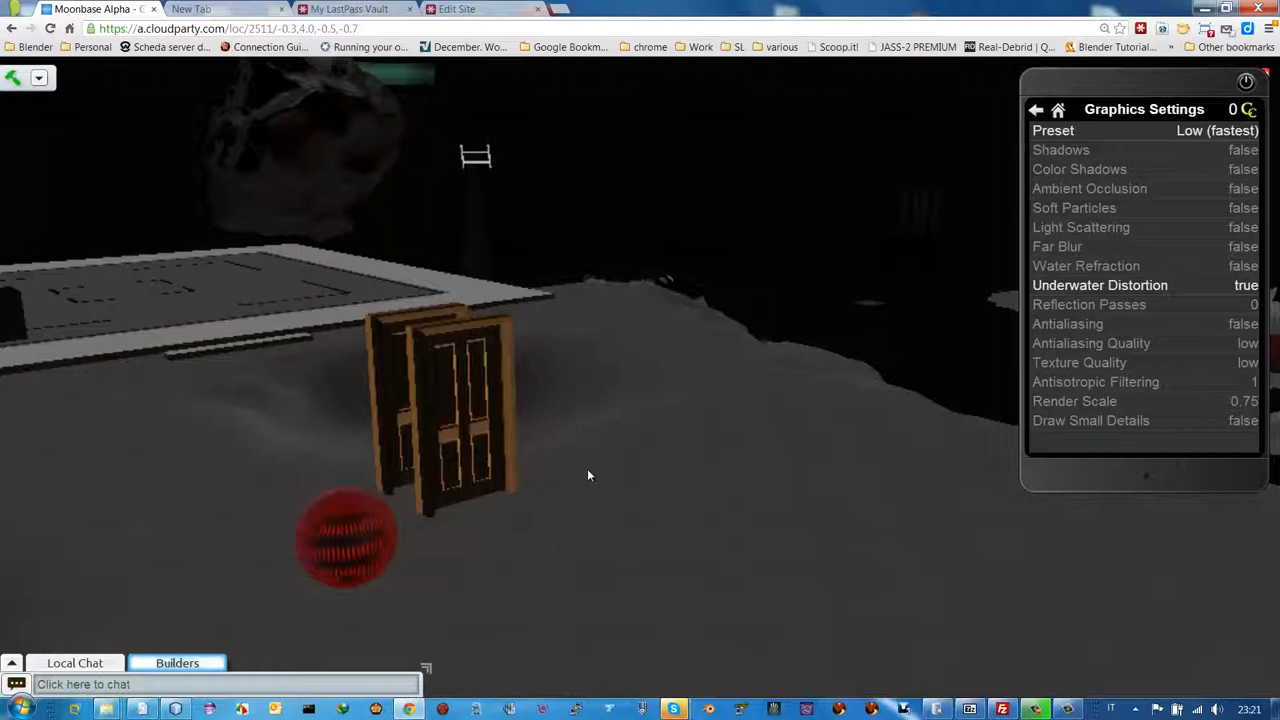 Moonbase Alpha - C
New Tab
My LastPass Vault
Edit Site
https://a.cloudparty.com/loc/2511/-0.3,4.0,-0.5,-0.7
Blender
Personal
Scheda server d...
Connection Gui...
Running your o...
December. Wo...
Google Bookm...
chrome
Work
SL
various
Scoop.it!
JASS-2 PREMIUM
RD Real-Debrid | Q...
Blender Tutorial...
»
Other bookmarks
Graphics Settings 0
Preset Low (fastest)
Shadows false
Color Shadows false
Ambient Occlusion false
Soft Particles false
Light Scattering false
Far Blur false
Water Refraction false
Underwater Distortion true
Reflection Passes 0
Antialiasing false
Antialiasing Quality low
Texture Quality low
Antisotropic Filtering 1
Render Scale 0.75
Draw Small Details false
Local Chat
Builders
Click here to chat
IT
23:21